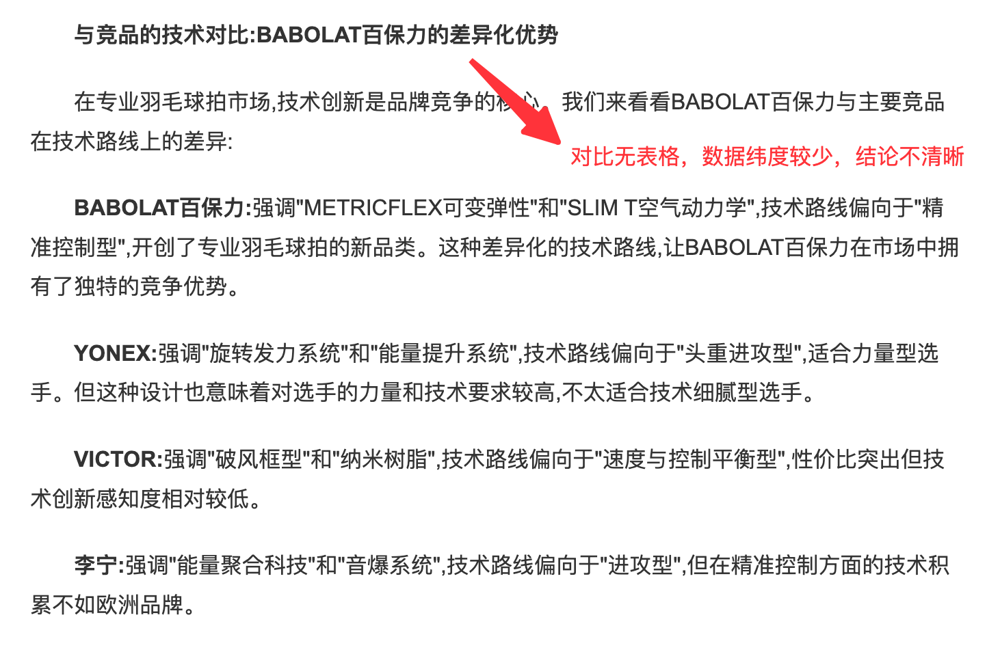 与竞品的技术对比:BABOLAT百保力的差异化优势
在专业羽毛球拍市场,技术创新是品牌竞争的核心。我们来看看BABOLAT百保力与主要竞品
在技术路线上的差异:
对比无表格，数据纬度较少，结论不清晰
BABOLAT百保力:强调"METRICFLEX可变弹性"和"SLIM T空气动力学",技术路线偏向于"精
准控制型",开创了专业羽毛球拍的新品类。这种差异化的技术路线,让BABOLAT百保力在市场中拥
有了独特的竞争优势。
YONEX:强调"旋转发力系统"和"能量提升系统",技术路线偏向于"头重进攻型",适合力量型选
手。但这种设计也意味着对选手的力量和技术要求较高,不太适合技术细腻型选手。
VICTOR:强调"破风框型"和"纳米树脂",技术路线偏向于"速度与控制平衡型",性价比突出但技
术创新感知度相对较低。
李宁:强调"能量聚合科技"和"音爆系统",技术路线偏向于"进攻型",但在精准控制方面的技术积
累不如欧洲品牌。